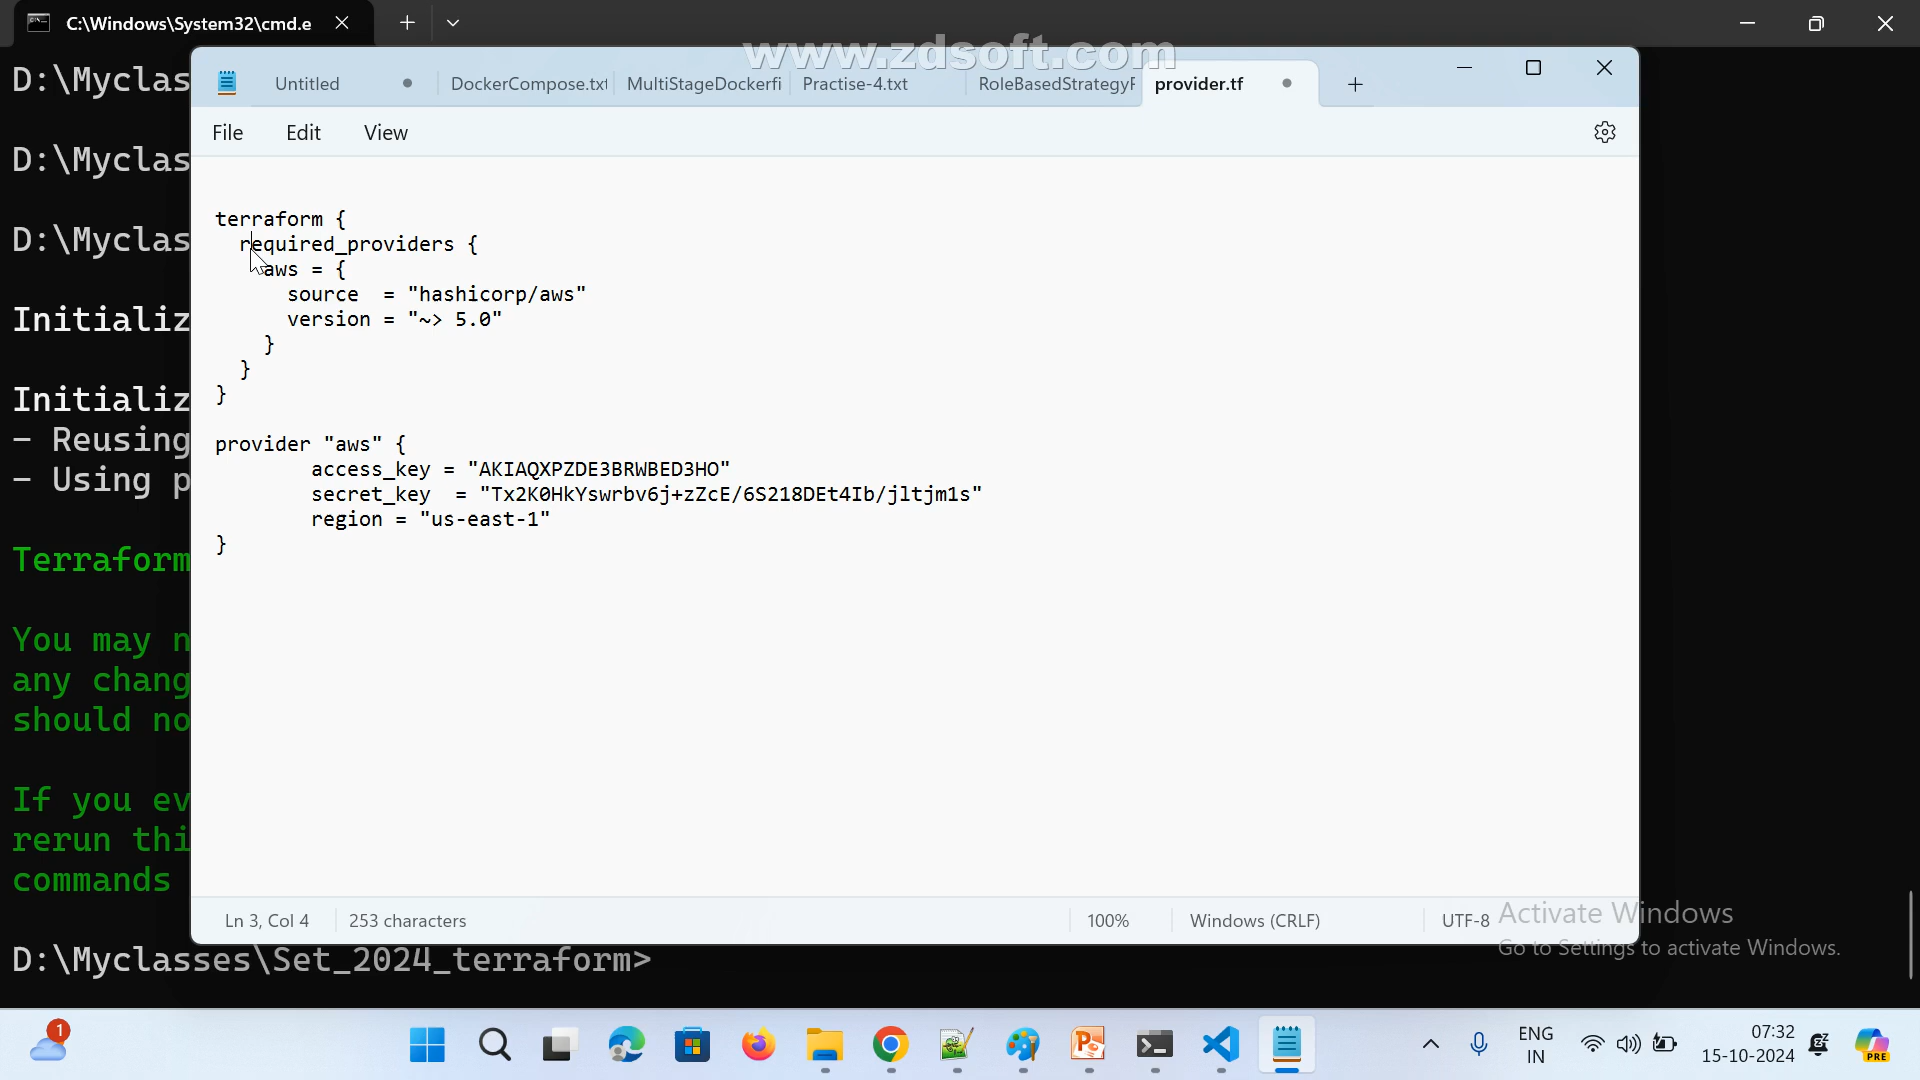 C:\Windows\System32\cmd.e
www.zdsoft.com
Untitled
DockerCompose.txt
MultiStageDockerfi
Practise-4.txt
RoleBasedStrategyP
provider.tf
File Edit View
terraform {
required_providers {
aws = {
source = "hashicorp/aws"
version = "~> 5.0"
}
}
}
provider "aws" {
access_key = "AKIAQXPZDE3BRWBED3HO"
secret_key = "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"
region = "us-east-1"
}
Ln 3, Col 4
253 characters
100%
Windows (CRLF)
UTF-8
D:\Myclas
D:\Myclas
D:\Myclas
Initializ
Initializ
- Reusing
- Using p
Terraform
You may n
any chang
should no
If you ev
rerun thi
commands
D:\Myclasses\Set_2024_terraform>
Activate Windows
Go to Settings to activate Windows.
1
ENG
IN
07:32
15-10-2024
PRE